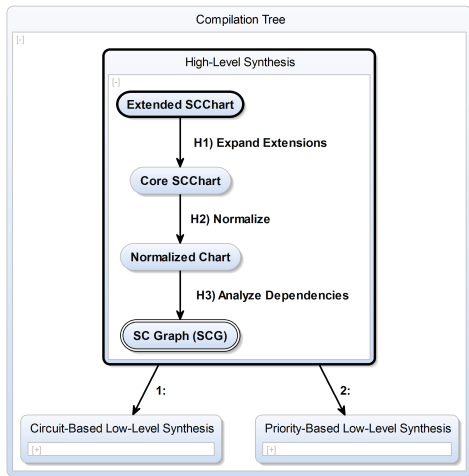 Compilation Tree
[-]
High-Level Synthesis
[-]
Extended SCChart
H1) Expand Extensions
Core SCChart
H2) Normalize
Normalized Chart
H3) Analyze Dependencies
SC Graph (SCG)
1:
2:
Circuit-Based Low-Level Synthesis
[+]
Priority-Based Low-Level Synthesis
[+]